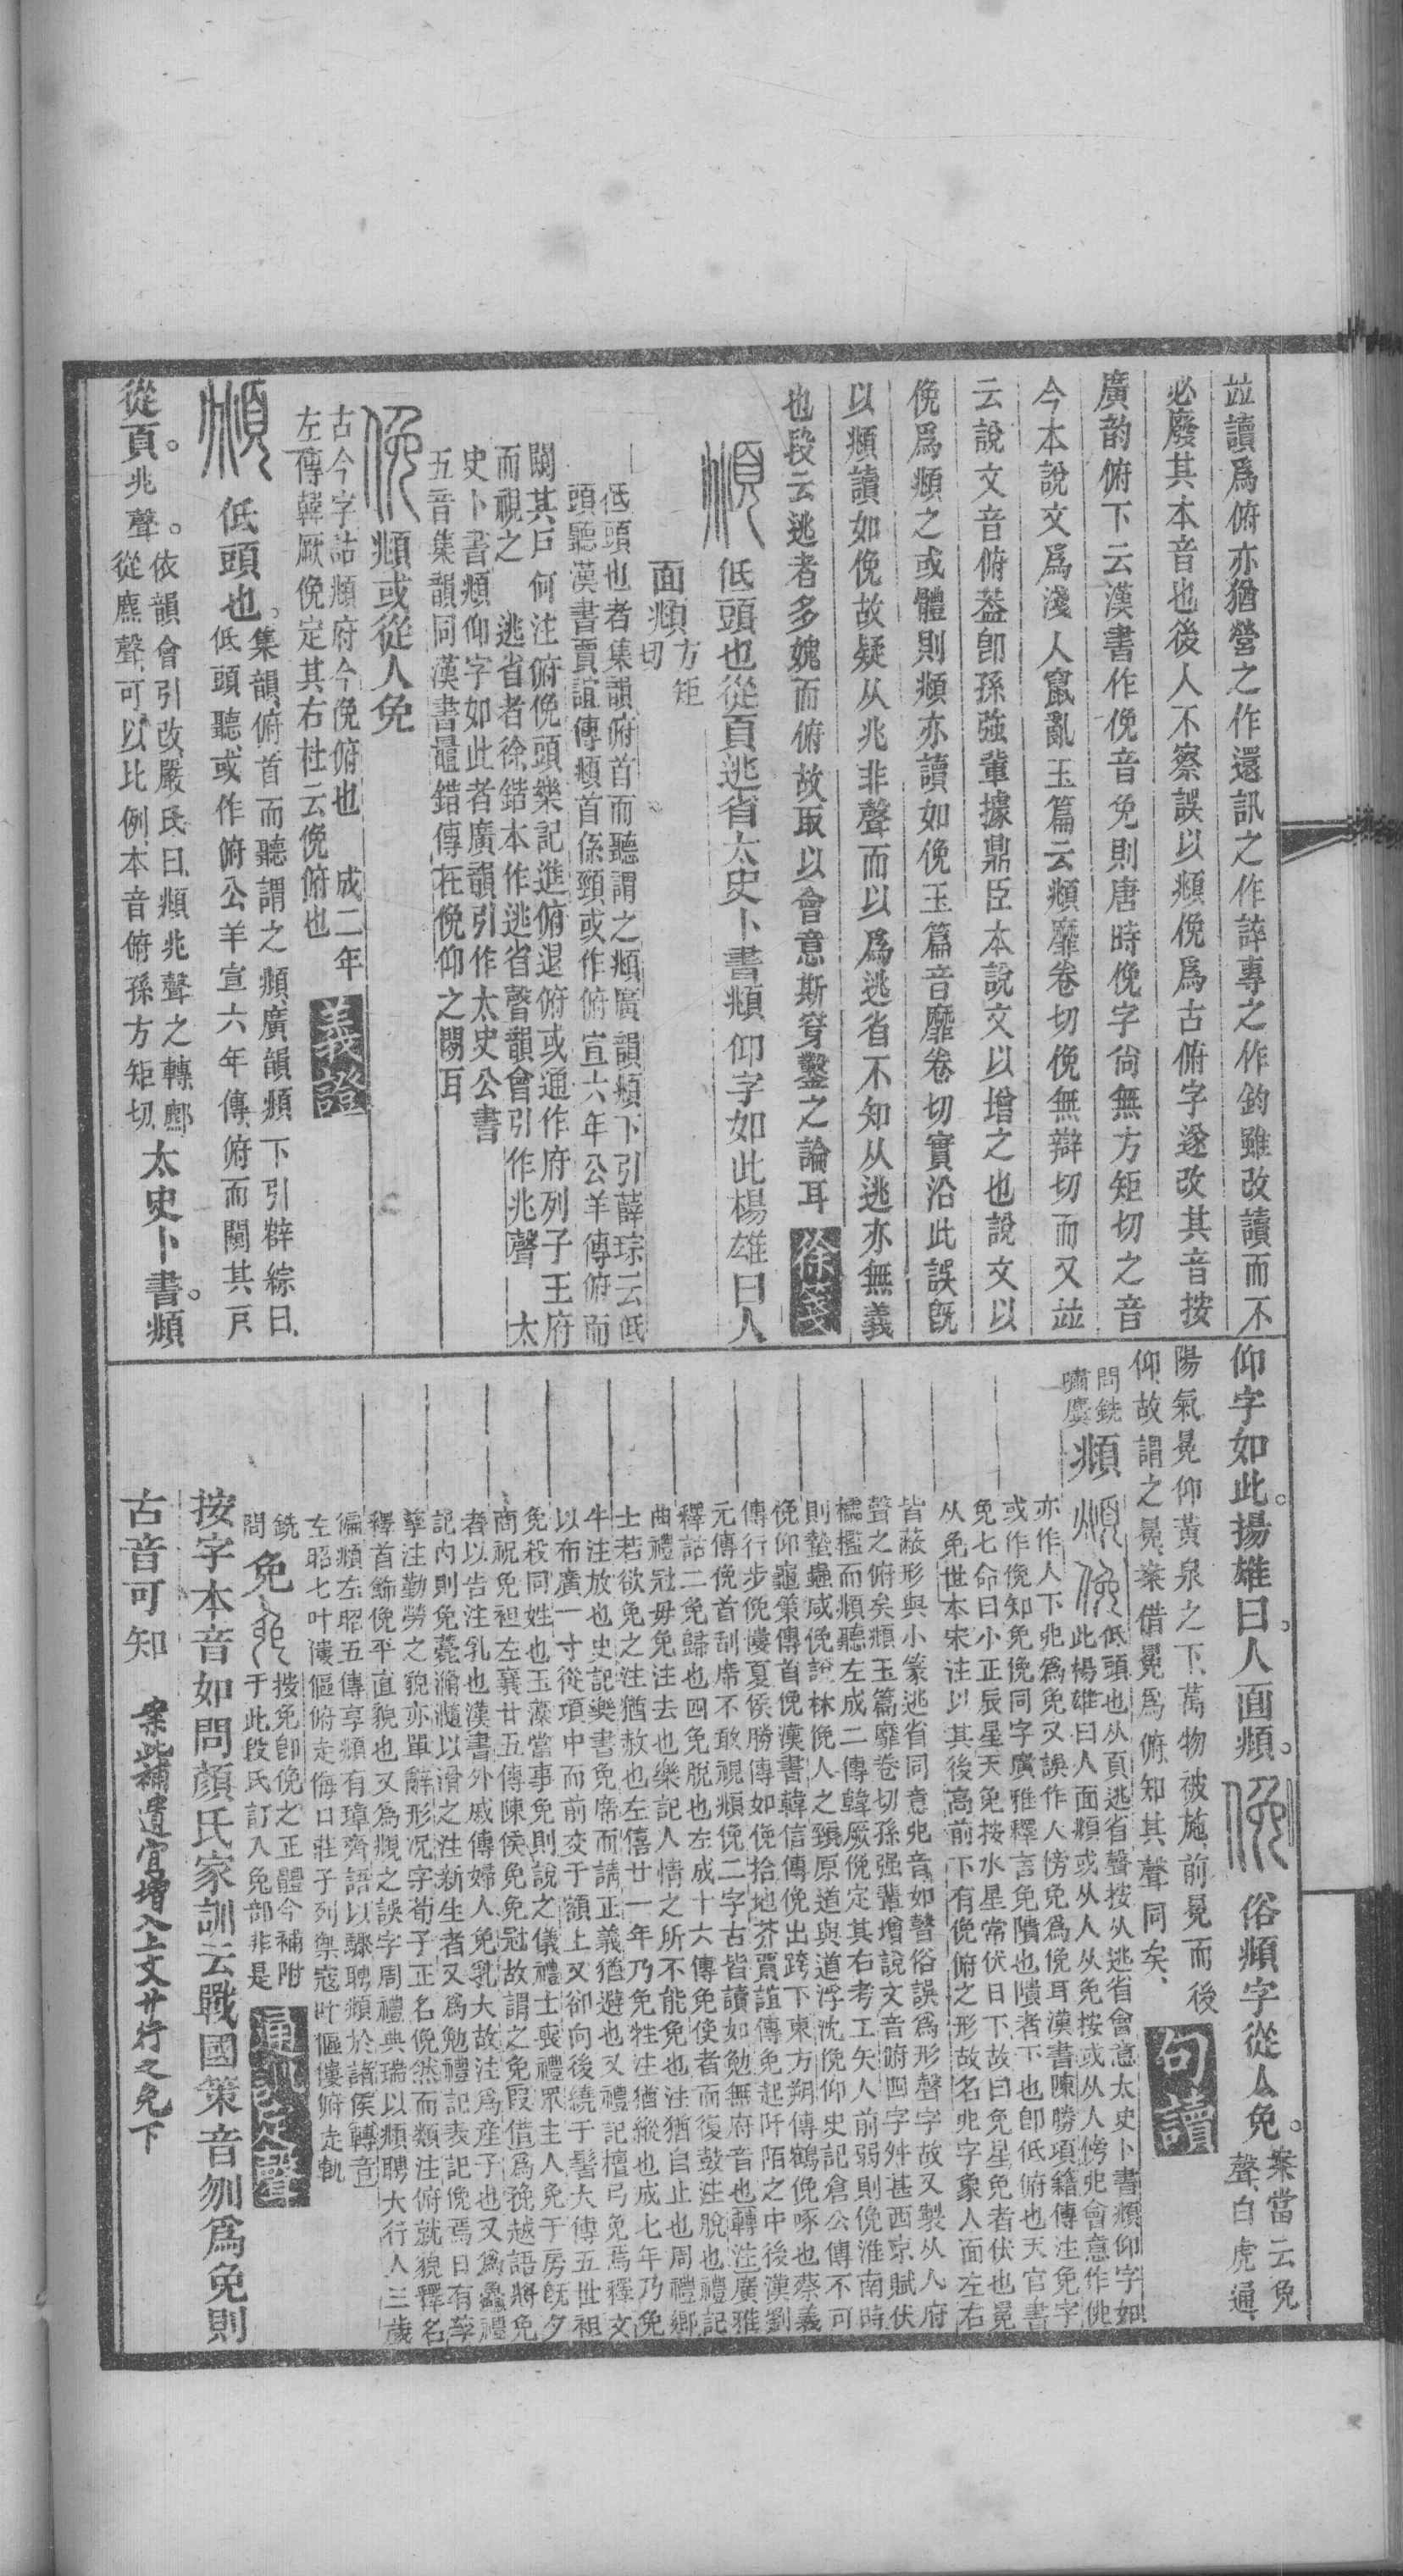 竝讀爲俯亦猶營之作還訊之作誶專之作鈞雖改讀而不
必廢其本音也後人不察誤以頫俛爲古俯字遂改其音按
廣韵俯下云漢書作俛音免則唐時俛字尙無方矩切之音
今本說文爲淺人竄亂玉篇云頫靡卷切俛無辯切而又竝
云說文音俯葢卽孫強輩據鼎臣本說文以增之也說文以
俛爲頫之或體則頫亦讀如俛玉篇音靡卷切實沿此誤旣
以頫讀如俛故疑从兆非聲而以爲逃省不知从逃亦無義
也段云逃者多媿而俯故取以會意斯穿鑿之論耳 徐箋
頫 低頭也從頁逃省太史卜書頫仰字如此楊雄曰人
面頫 方矩切
低頭也者集韻俯首而聽謂之頫廣韻頫下引薛琮云低
頭聽漢書賈誼傳頫首係頸或作俯宣六年公羊傳俯而
闚其戸何注俯俛頭樂記進俯退俯或通作府列子王府
而視之 逃省者徐鍇本作逃省聲韻會引作兆聲 太
史卜書頫仰字如此者廣韻引作太史公書
五音集韻同漢書鼂錯傳在俛仰之閒耳
俛 頫或從人免
古今字詁頫府今俛俯也 成二年
左傳韓厥俛定其右杜云俛俯也 義證
頫 低頭也。集韻俯首而聽謂之頫廣韻頫下引辥綜曰
低頭聽或作俯公羊宣六年傳俯而闚其戸
從頁。兆聲。依韻會引改嚴氏曰頫兆聲之轉鄭
從麃聲可以比例本音俯孫方矩切 太史卜書。頫
仰字如此。揚雄曰。人面頫。俛 俗頫字從人免。案當云免
聲白虎通
陽氣晃仰黃泉之下萬物被施前晃而後
仰故謂之晃案借晃爲俯知其聲同矣 句讀
問銑
嘯麌 頫 頫俛 低頭也从頁逃省聲按从逃省會意太史卜書頫仰字如
此楊雄曰人面頫或从人从免按或从人傍兆會意作佻
亦作人下兆爲免又誤作人傍免爲俛耳漢書陳勝項籍傳注免字
或作俛知免俛同字廣雅釋言免隤也隤者下也卽低俯也天官書
免七命曰小正辰星天免按水星常伏日下故曰免星免者伏也冕
从免世本宋注以其後高前下有俛俯之形故名兆字象人面左右
皆蔽形與小篆逃省同意兆音如瞽俗誤爲形聲字故又製从人府
聲之俯矣頫玉篇靡卷切孫强輩增說文音俯四字舛甚西京賦伏
櫺檻而頫聽左成二傳韓厥俛定其右考工矢人前弱則俛淮南時
則蟄蟲咸俛說林俛人之頸原道與道浮沈俛仰史記倉公傳不可
俛仰龜策傳首俛漢書韓信傳俛出跨下東方朔傳鶴俛啄也蔡義
傳行步俛僂夏侯勝傳如俛拾地芥賈誼傳免起阡陌之中後漢劉
元傳俛首刮席不敢視頫俛二字古皆讀如勉無府音也轉注廣雅
釋詁二免歸也四免脫也左成十六傳免使者而復鼓注脫也禮記
曲禮冠毋免注去也樂記人情之所不能免也注猶自止也周禮鄉
士若欲免之注猶赦也左僖廿一年乃免牲注猶縱也成七年乃免
牛注放也史記樂書免席而請正義猶避也又禮記檀弓免焉釋文
以布廣一寸從項中而前交于額上又卻向後繞于髻大傳五世袒
免殺同姓也玉藻當事免則說之儀禮士喪禮眾主人免于房旣夕
商祝免袒左襄廿五傳陳侯免免冠故謂之免叚借爲挽越語將免
者以告注乳也漢書外戚傳婦人免乳大故注爲產子也又爲鱻禮
記內則免薧滫瀡以滑之注新生者又爲勉禮記表記俛焉日有孳
孳注勤勞之貌亦單辭形况字荀子正名俛然而類注俯就貌釋名
釋首飾俛平直貌也又爲覜之誤字周禮典瑞以頫聘大行人三歲
徧頫左昭五傳享頫有璋齊語以驟聘頫於諸侯轉音
左昭七叶僂傴俯走侮口莊子列禦寇叶傴僂俯走軌
銑
問 免 按免卽俛之正體今補附
于此段氏訂入兔部非是 通訓定聲
按字本音如問顏氏家訓云戰國策音刎爲免則
古音可知 案此補遺宜增入上文廿行之免下